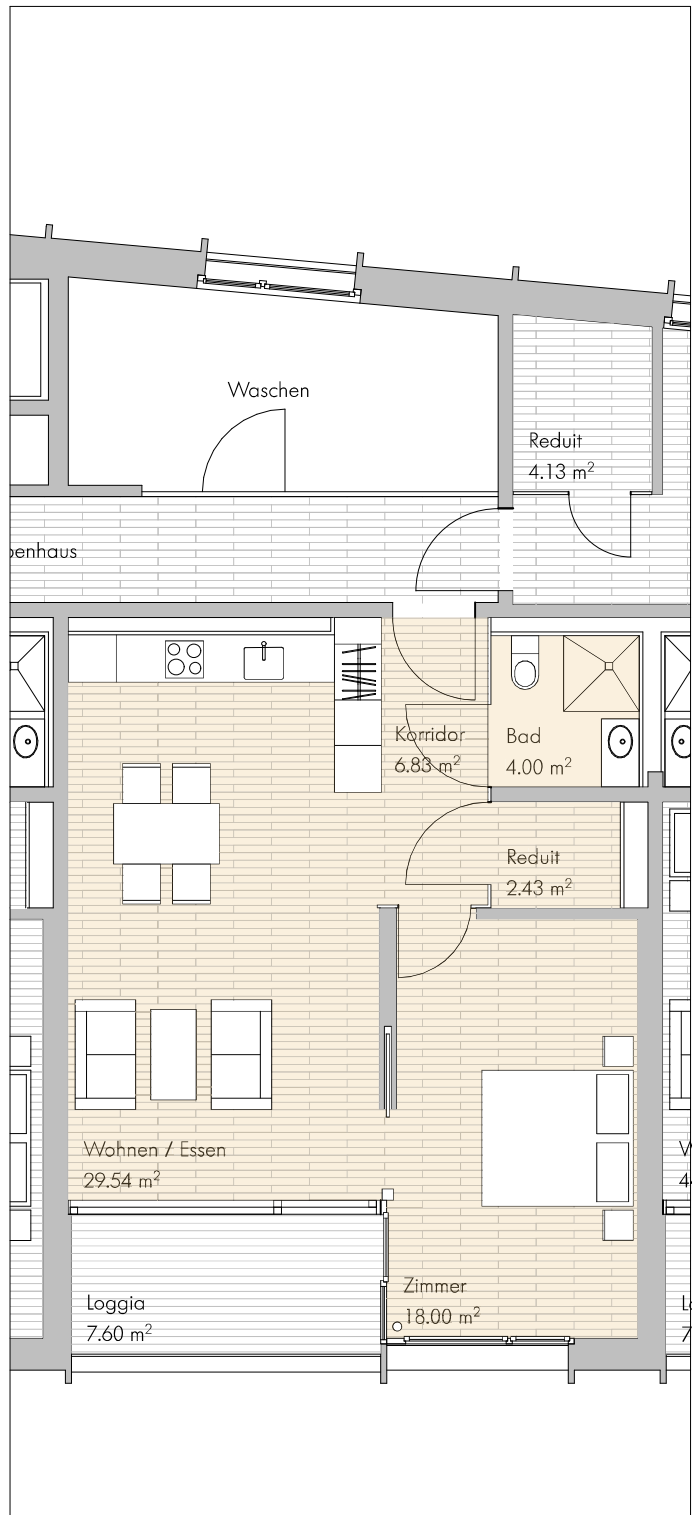 Waschen
Reduit
4.13 m²
Korridor
6.83 m²
Bad
4.00 m²
Reduit
2.43 m²
Wohnen / Essen
29.54 m²
Zimmer
18.00 m²
Loggia
7.60 m²